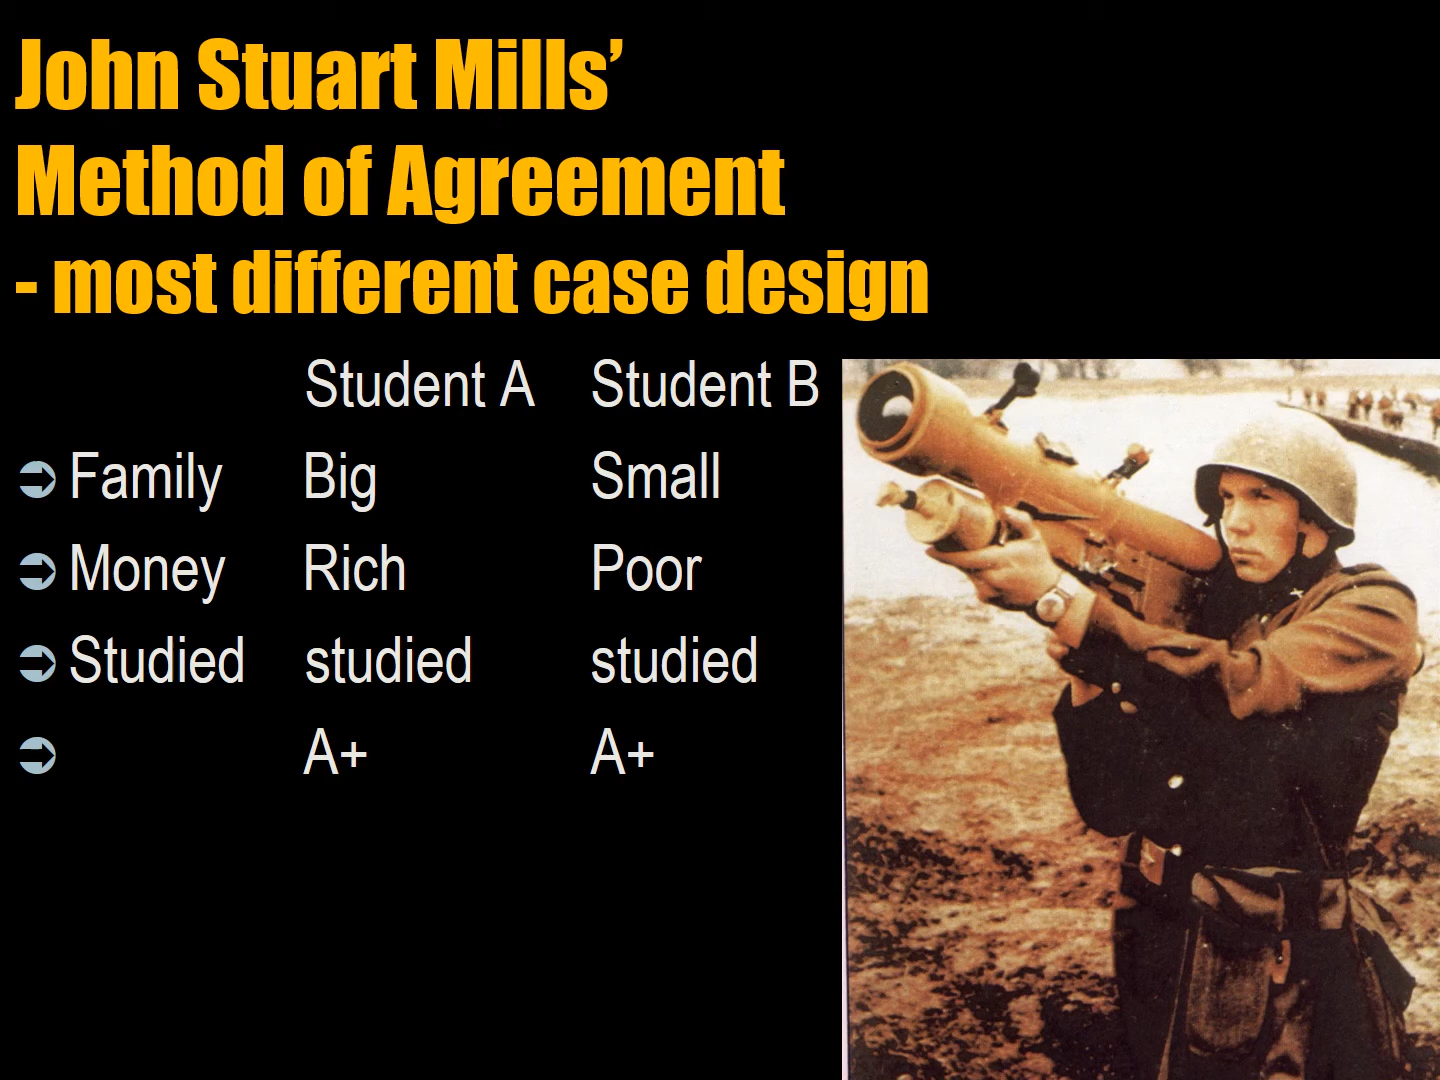 John Stuart Mills’
Method of Agreement
- most different case design
Student A Student B
Family Big Small
Money Rich Poor
Studied studied studied
A+ A+